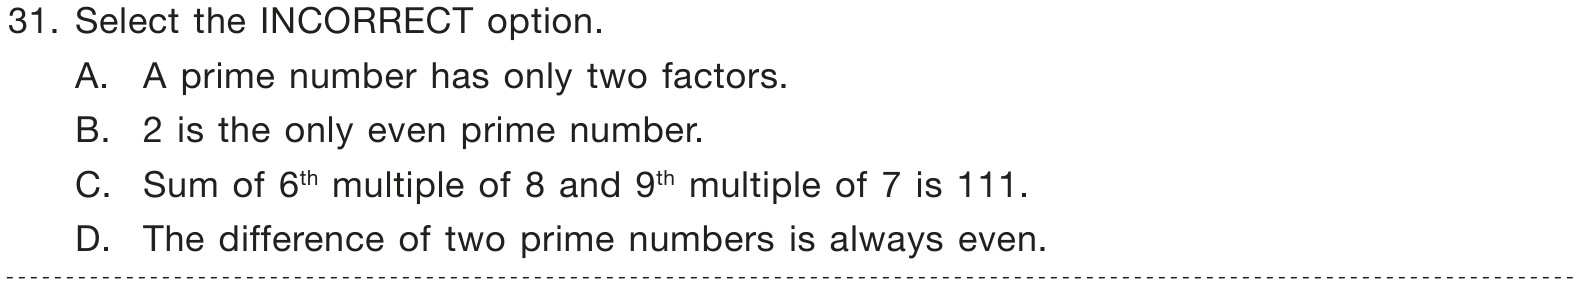 31. Select the INCORRECT option.
A. A prime number has only two factors.
B. 2 is the only even prime number.
C. Sum of 6th multiple of 8 and 9th multiple of 7 is 111.
D. The difference of two prime numbers is always even.